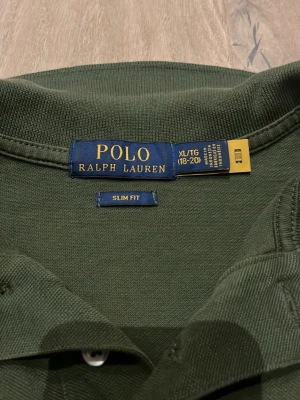 POLO
RALPH LAUREN
XL/TG
(18-20)
SLIM FIT